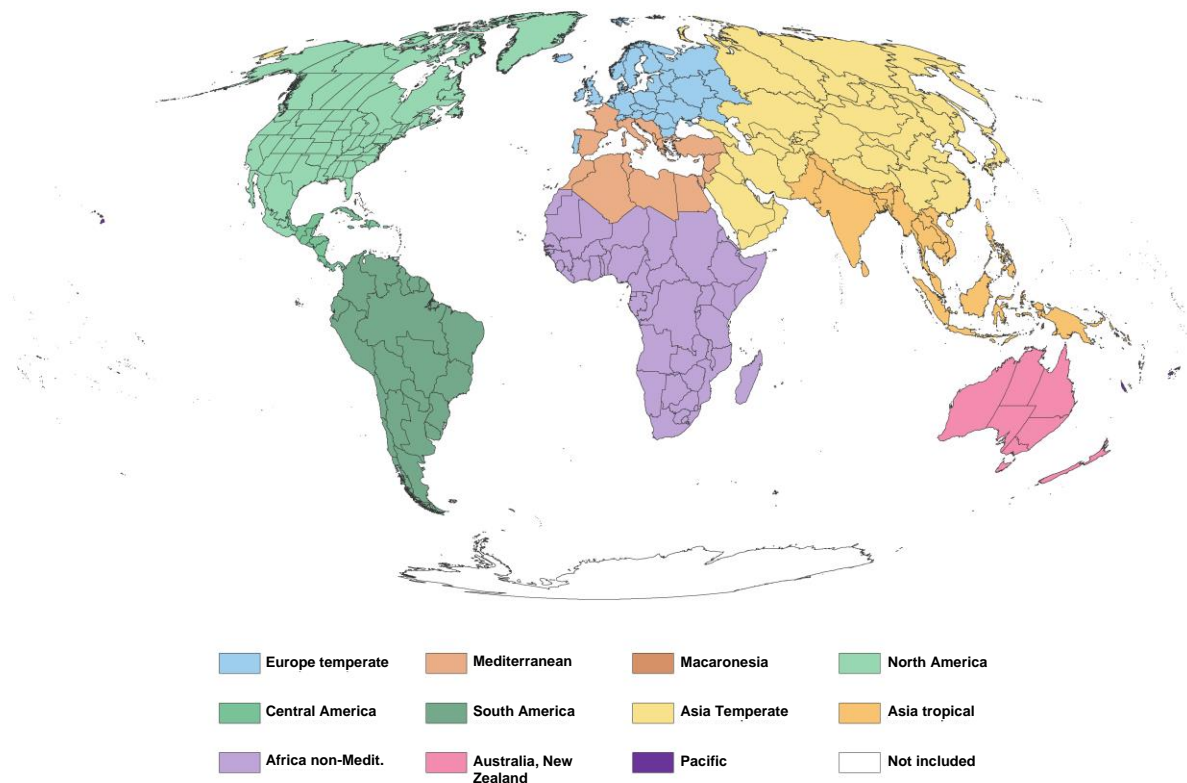 Europe temperate
Mediterranean
Macaronesia
North America
Central America
South America
Asia Temperate
Asia tropical
Africa non-Medit.
Australia, New
Zealand
Pacific
Not included